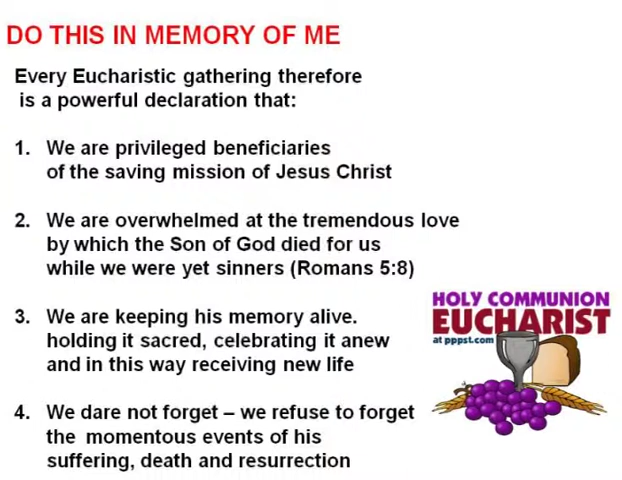 DO THIS IN MEMORY OF ME
Every Eucharistic gathering therefore
is a powerful declaration that:
1. We are privileged beneficiaries
of the saving mission of Jesus Christ
2. We are overwhelmed at the tremendous love
by which the Son of God died for us
while we were yet sinners (Romans 5:8)
3. We are keeping his memory alive.
holding it sacred, celebrating it anew
and in this way receiving new life
4. We dare not forget – we refuse to forget
the momentous events of his
suffering, death and resurrection
HOLY COMMUNION
EUCHARIST
at pppst.com